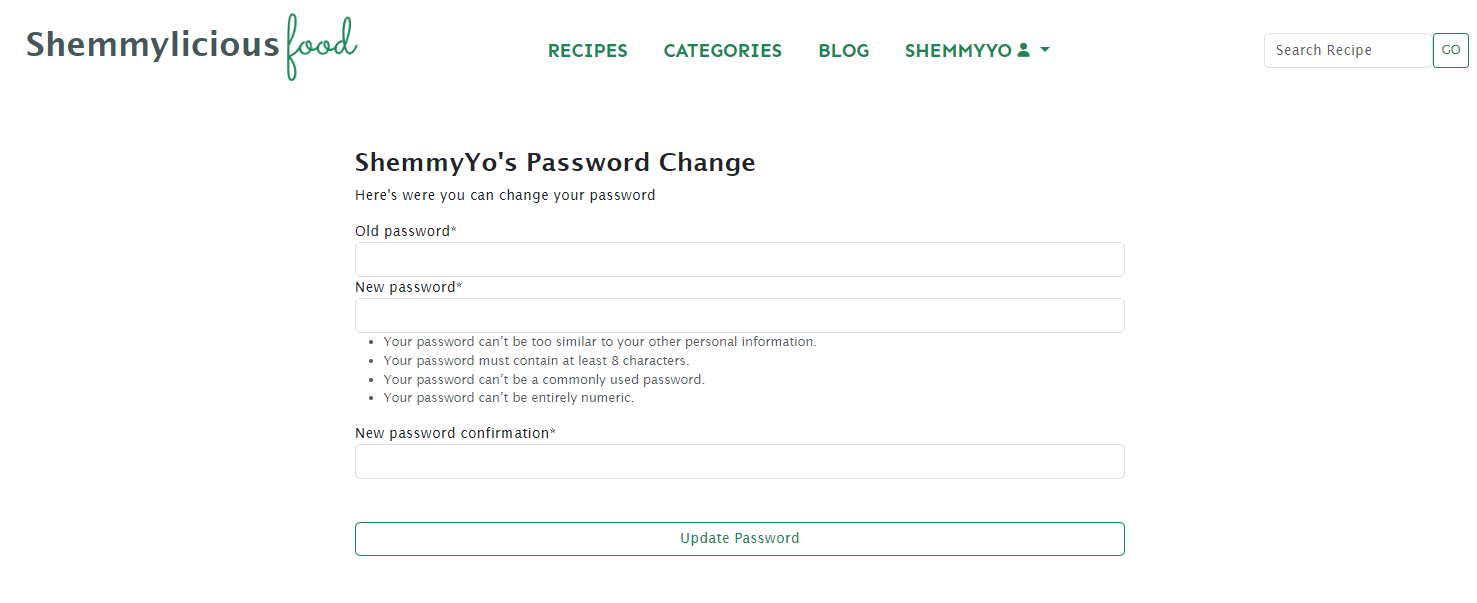 Shemmylicious food
RECIPES CATEGORIES BLOG SHEMMYYO
Search Recipe GO
ShemmyYo's Password Change
Here's were you can change your password
Old password*
New password*
• Your password can’t be too similar to your other personal information.
• Your password must contain at least 8 characters.
• Your password can’t be a commonly used password.
• Your password can’t be entirely numeric.
New password confirmation*
Update Password